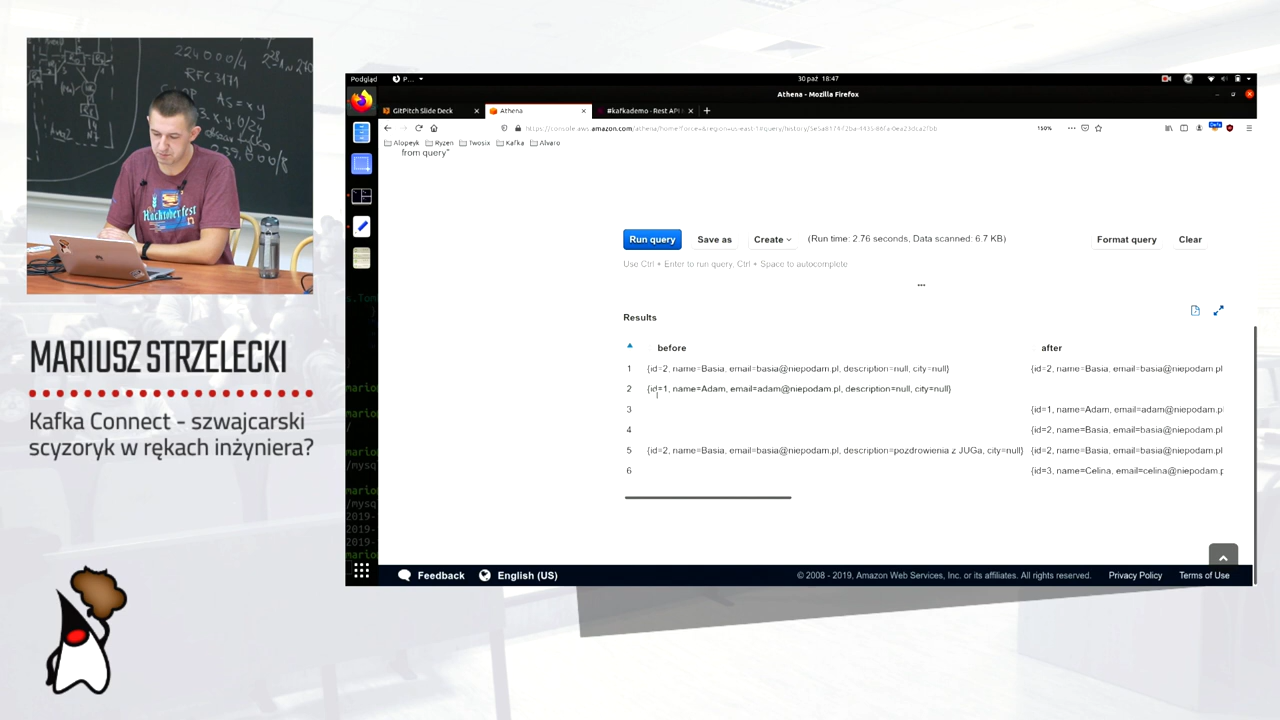 224000/4
RFC 3171
Hacktoberfest
MARIUSZ STRZELECKI
Kafka Connect - szwajcarski
scyzoryk w rękach inżyniera?
Podgląd
P...
30 paź 18:47
Athena - Mozilla Firefox
GitPitch Slide Deck
Athena
#kafkademo - Rest API
150%
Alopeyk
Ryzen
Twosix
Kafka
Alvaro
from query"
Run query
Save as
Create
(Run time: 2.76 seconds, Data scanned: 6.7 KB)
Format query
Clear
Use Ctrl + Enter to run query, Ctrl + Space to autocomplete
Results
before
after
1 {id=2, name=Basia, email=basia@niepodam.pl, description=null, city=null} {id=2, name=Basia, email=basia@niepodam.pl
2 {id=1, name=Adam, email=adam@niepodam.pl, description=null, city=null}
3 {id=1, name=Adam, email=adam@niepodam.pl
4 {id=2, name=Basia, email=basia@niepodam.pl
5 {id=2, name=Basia, email=basia@niepodam.pl, description=pozdrowienia z JUGa, city=null} {id=2, name=Basia, email=basia@niepodam.pl
6 {id=3, name=Celina, email=celina@niepodam.p
Feedback
English (US)
© 2008 - 2019, Amazon Web Services, Inc. or its affiliates. All rights reserved.
Privacy Policy
Terms of Use